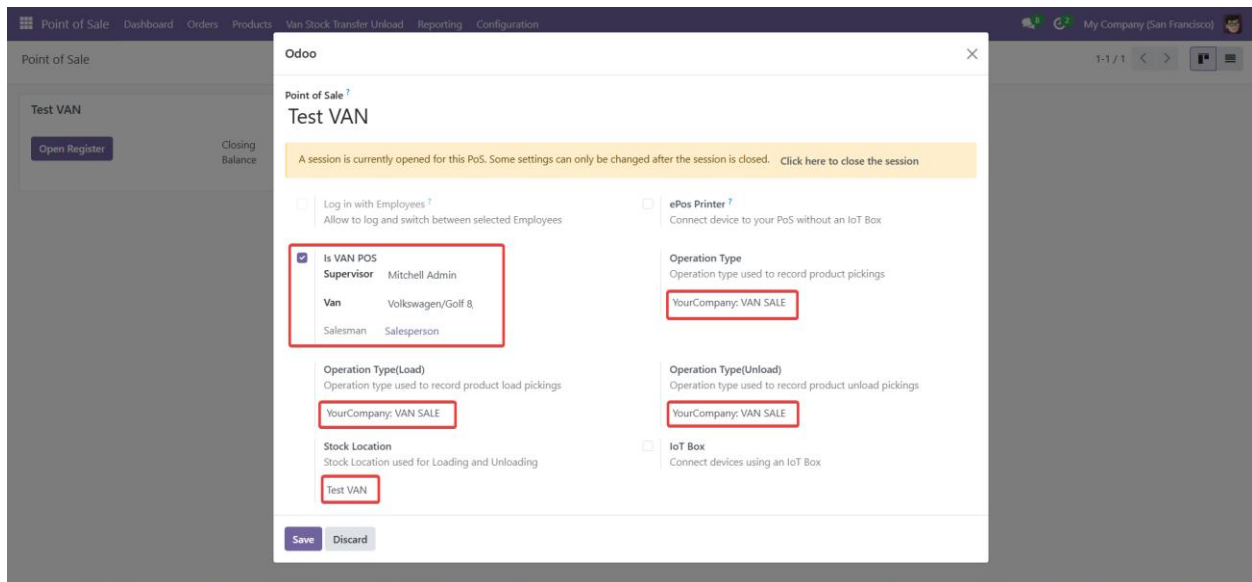 Point of Sale Dashboard Orders Products Van Stock Transfer Unload Reporting Configuration
8 2 My Company (San Francisco)
Point of Sale
1-1 / 1
Test VAN
Open Register
Closing
Balance
Odoo
Point of Sale ?
Test VAN
A session is currently opened for this PoS. Some settings can only be changed after the session is closed. Click here to close the session
Log in with Employees ?
Allow to log and switch between selected Employees
ePos Printer ?
Connect device to your PoS without an IoT Box
Is VAN POS
Supervisor Mitchell Admin
Van Volkswagen/Golf 8,
Salesman Salesperson
Operation Type
Operation type used to record product pickings
YourCompany: VAN SALE
Operation Type(Load)
Operation type used to record product load pickings
YourCompany: VAN SALE
Operation Type(Unload)
Operation type used to record product unload pickings
YourCompany: VAN SALE
Stock Location
Stock Location used for Loading and Unloading
Test VAN
IoT Box
Connect devices using an IoT Box
Save Discard